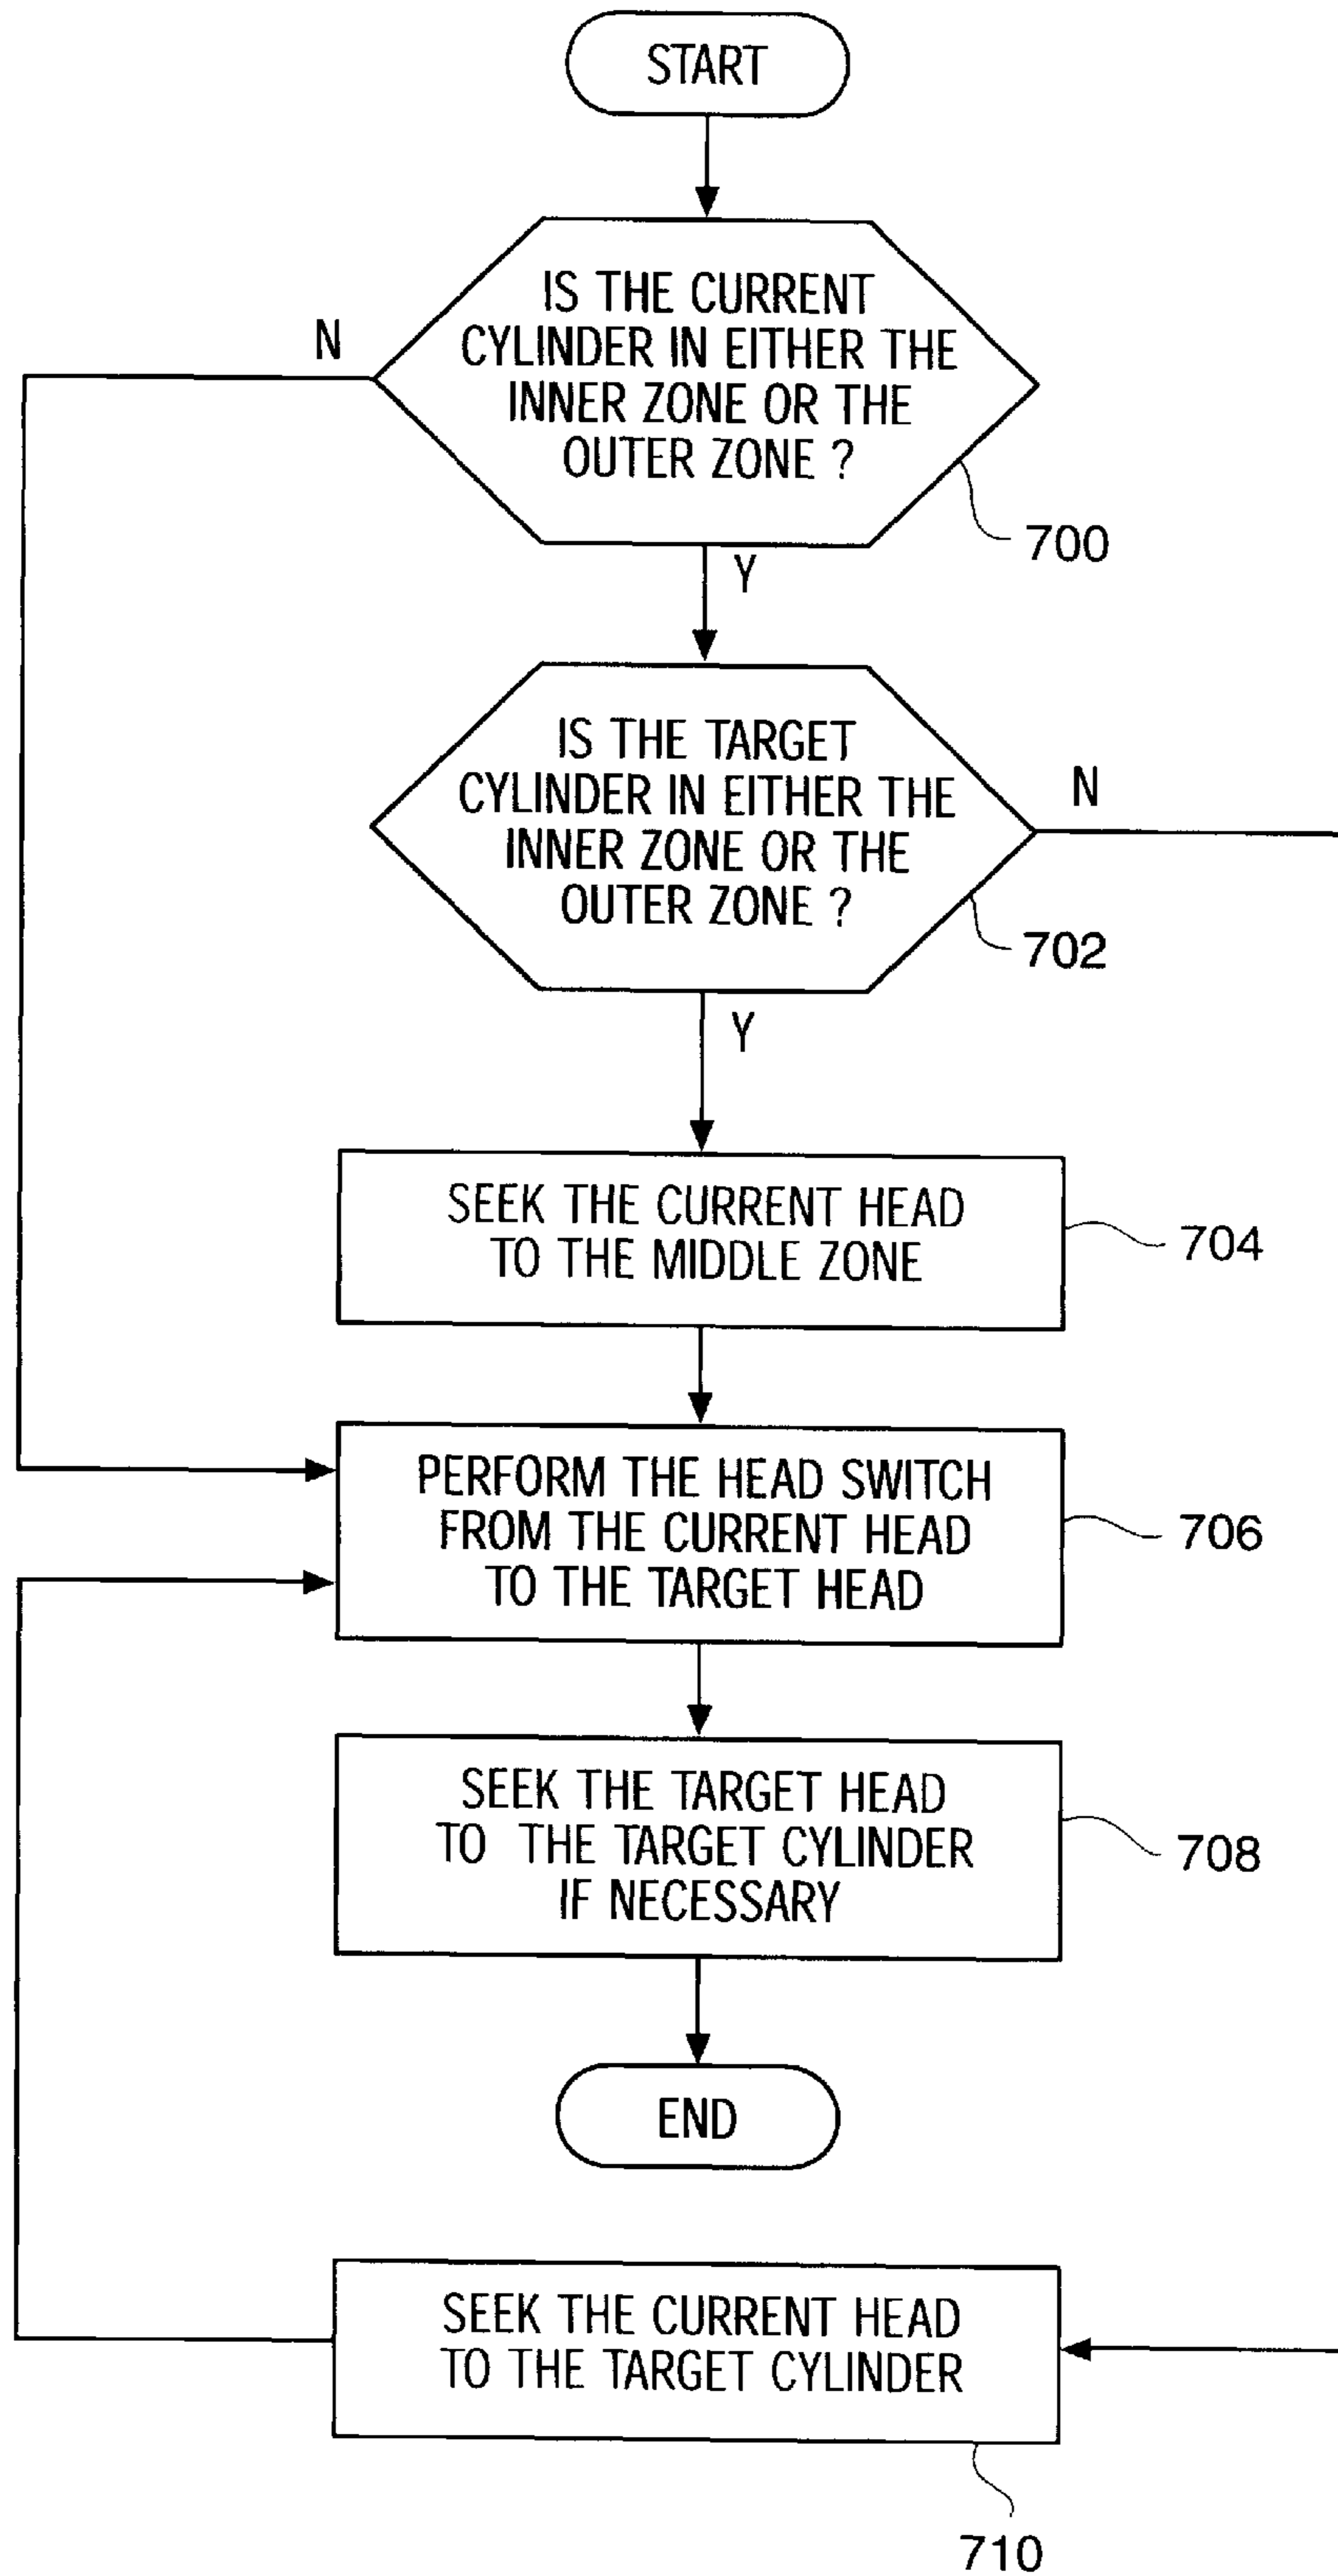 START
IS THE CURRENT
CYLINDER IN EITHER THE
INNER ZONE OR THE
OUTER ZONE ?
N
700
Y
IS THE TARGET
CYLINDER IN EITHER THE
INNER ZONE OR THE
OUTER ZONE ?
N
702
Y
SEEK THE CURRENT HEAD
TO THE MIDDLE ZONE
704
PERFORM THE HEAD SWITCH
FROM THE CURRENT HEAD
TO THE TARGET HEAD
706
SEEK THE TARGET HEAD
TO THE TARGET CYLINDER
IF NECESSARY
708
END
SEEK THE CURRENT HEAD
TO THE TARGET CYLINDER
710